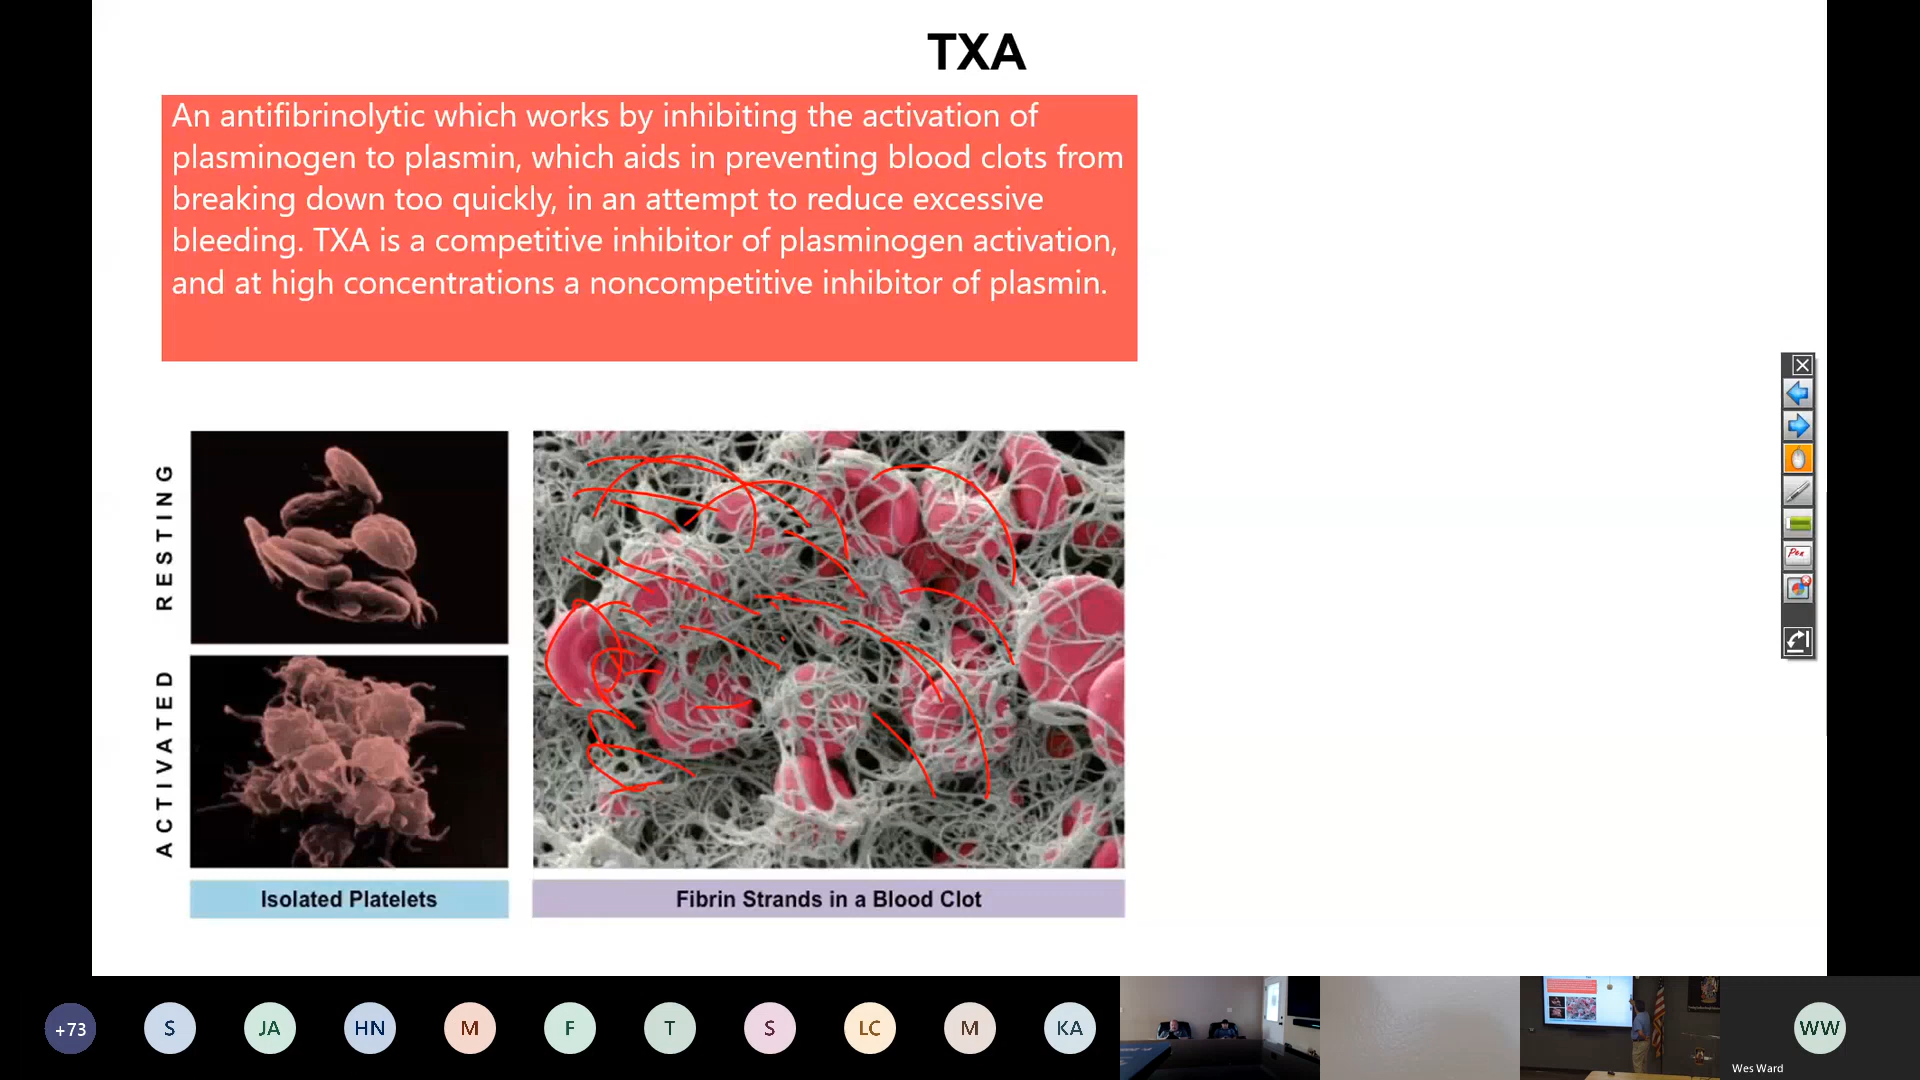 TXA
An antifibrinolytic which works by inhibiting the activation of
plasminogen to plasmin, which aids in preventing blood clots from
breaking down too quickly, in an attempt to reduce excessive
bleeding. TXA is a competitive inhibitor of plasminogen activation,
and at high concentrations a noncompetitive inhibitor of plasmin.
RESTING
ACTIVATED
Isolated Platelets
Fibrin Strands in a Blood Clot
Pen
+73
S
JA
HN
M
F
T
S
LC
M
KA
WW
Wes Ward